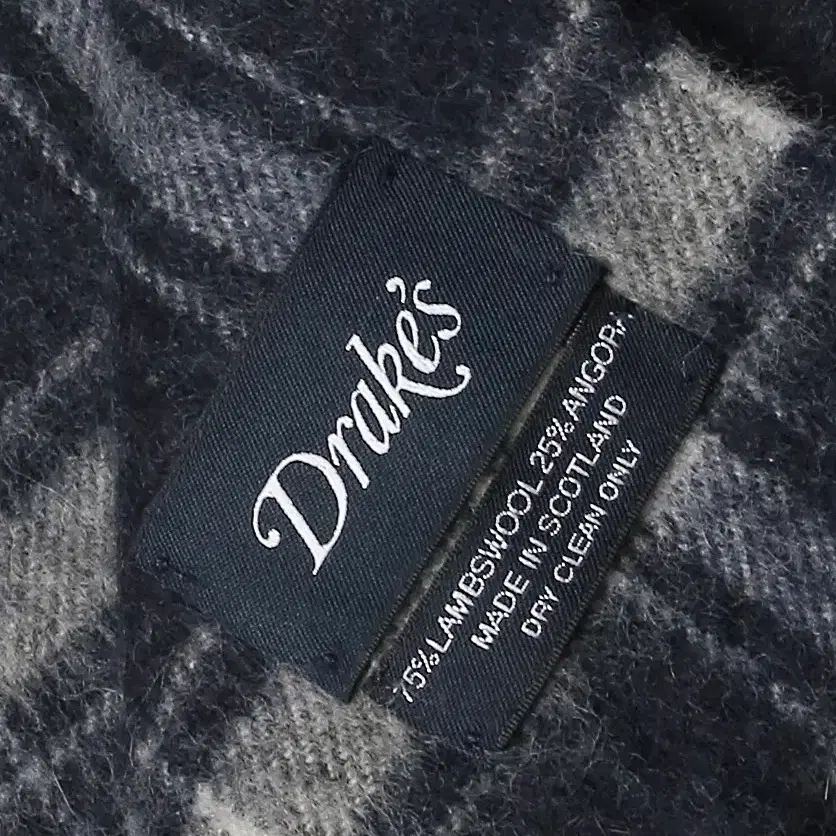 Drake's
75% LAMBSWOOL 25% ANGORA
MADE IN SCOTLAND
DRY CLEAN ONLY